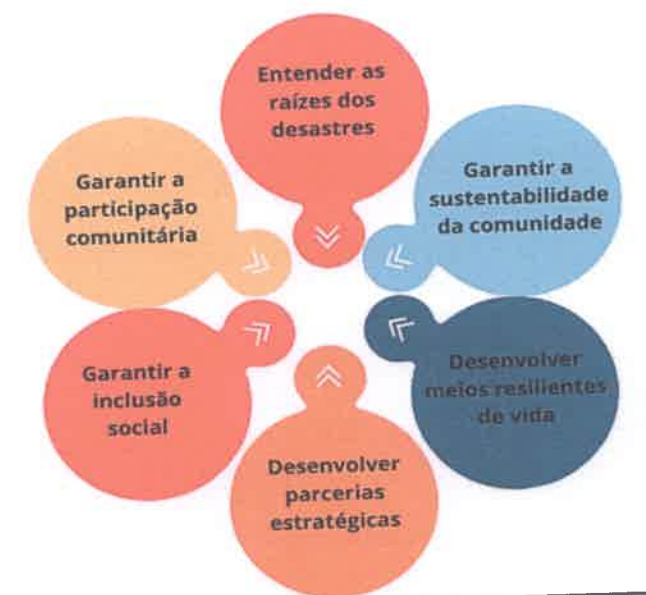 Entender as
raízes dos
desastres
Garantir a
sustentabilidade
da comunidade
Desenvolver
meios resilientes
de vida
Desenvolver
parcerias
estratégicas
Garantir a
inclusão
social
Garantir a
participação
comunitária